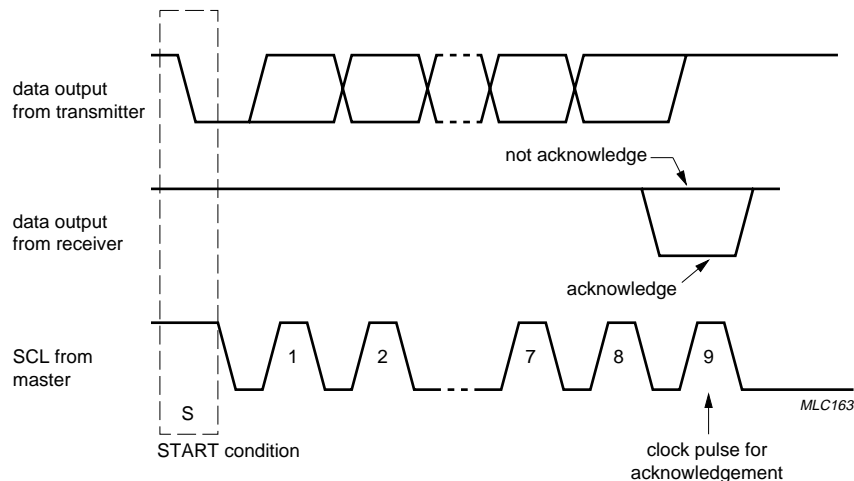 data output
from transmitter
not acknowledge
data output
from receiver
acknowledge
SCL from
master
1
2
7
8
9
S
MLC163
START condition
clock pulse for
acknowledgement